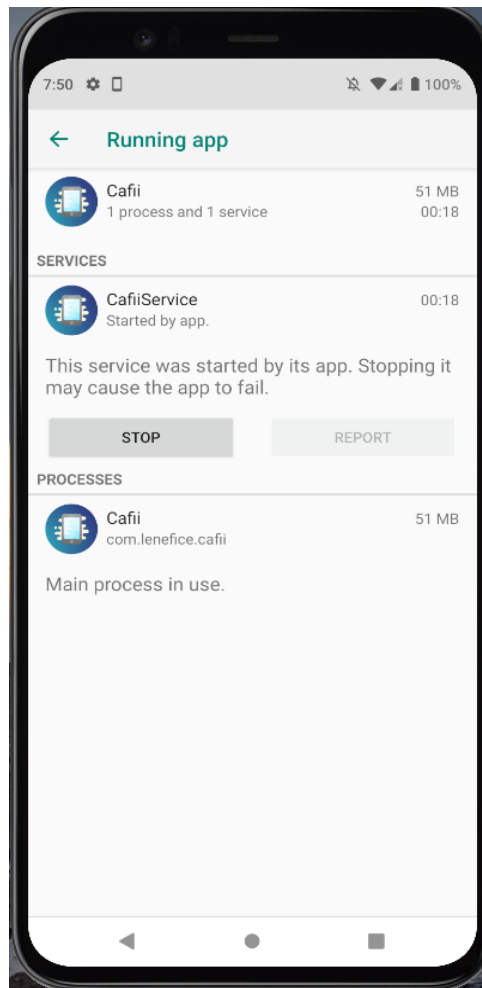 7:50
100%
Running app
Cafii
51 MB
1 process and 1 service
00:18
SERVICES
CafiiService
00:18
Started by app.
This service was started by its app. Stopping it
may cause the app to fail.
STOP
REPORT
PROCESSES
Cafii
51 MB
com.lenefice.cafii
Main process in use.